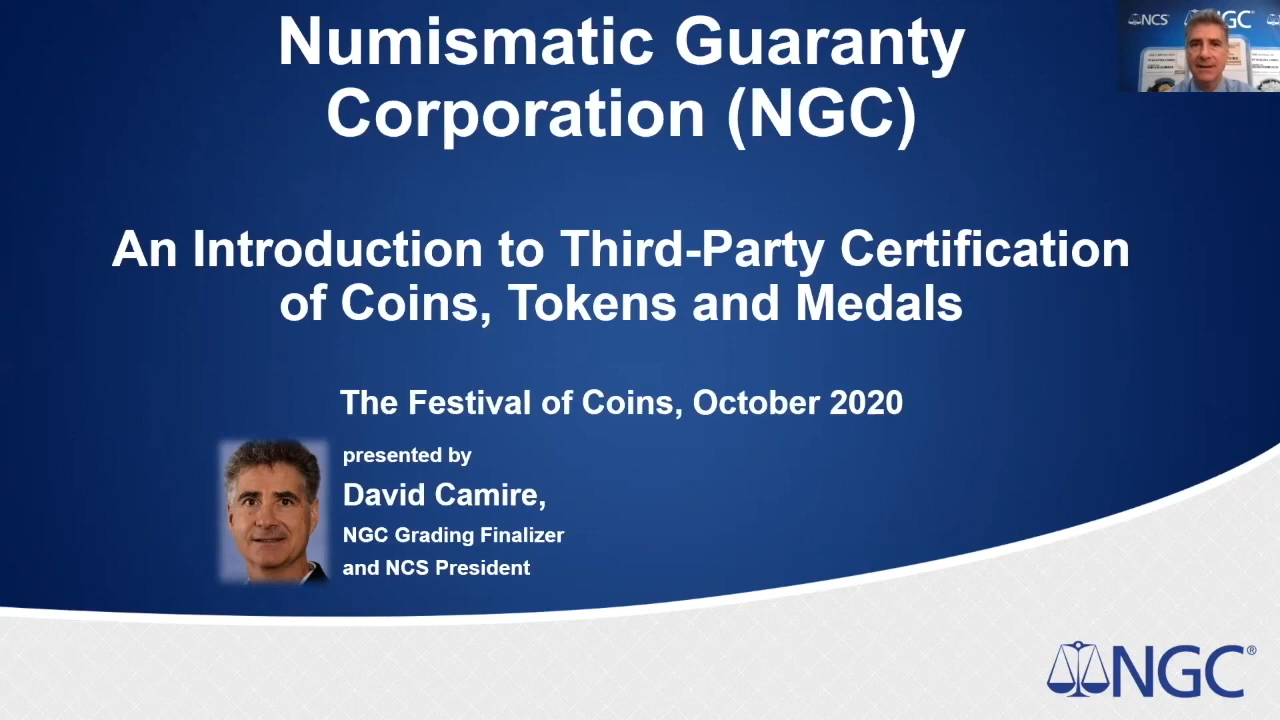 Numismatic Guaranty
Corporation (NGC)
NCS
NGC
An Introduction to Third-Party Certification
of Coins, Tokens and Medals
The Festival of Coins, October 2020
presented by
David Camire,
NGC Grading Finalizer
and NCS President
NGC®